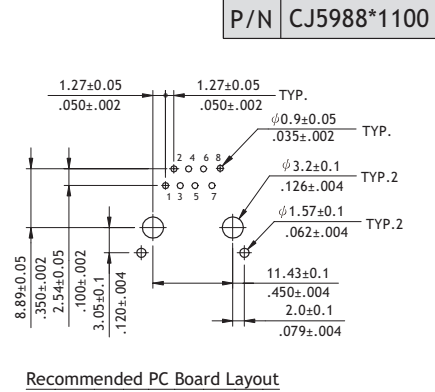 P/N CJ5988*1100
1.27±0.05
.050±.002
1.27±0.05
.050±.002
TYP.
ϕ0.9±0.05
.035±.002
TYP.
2 4 6 8
ϕ3.2±0.1
.126±.004
TYP.2
1 3 5 7
ϕ1.57±0.1
.062±.004
TYP.2
8.89±0.05
.350±.002
2.54±0.05
.100±.002
3.05±0.1
.120±.004
11.43±0.1
.450±.004
2.0±0.1
.079±.004
Recommended PC Board Layout